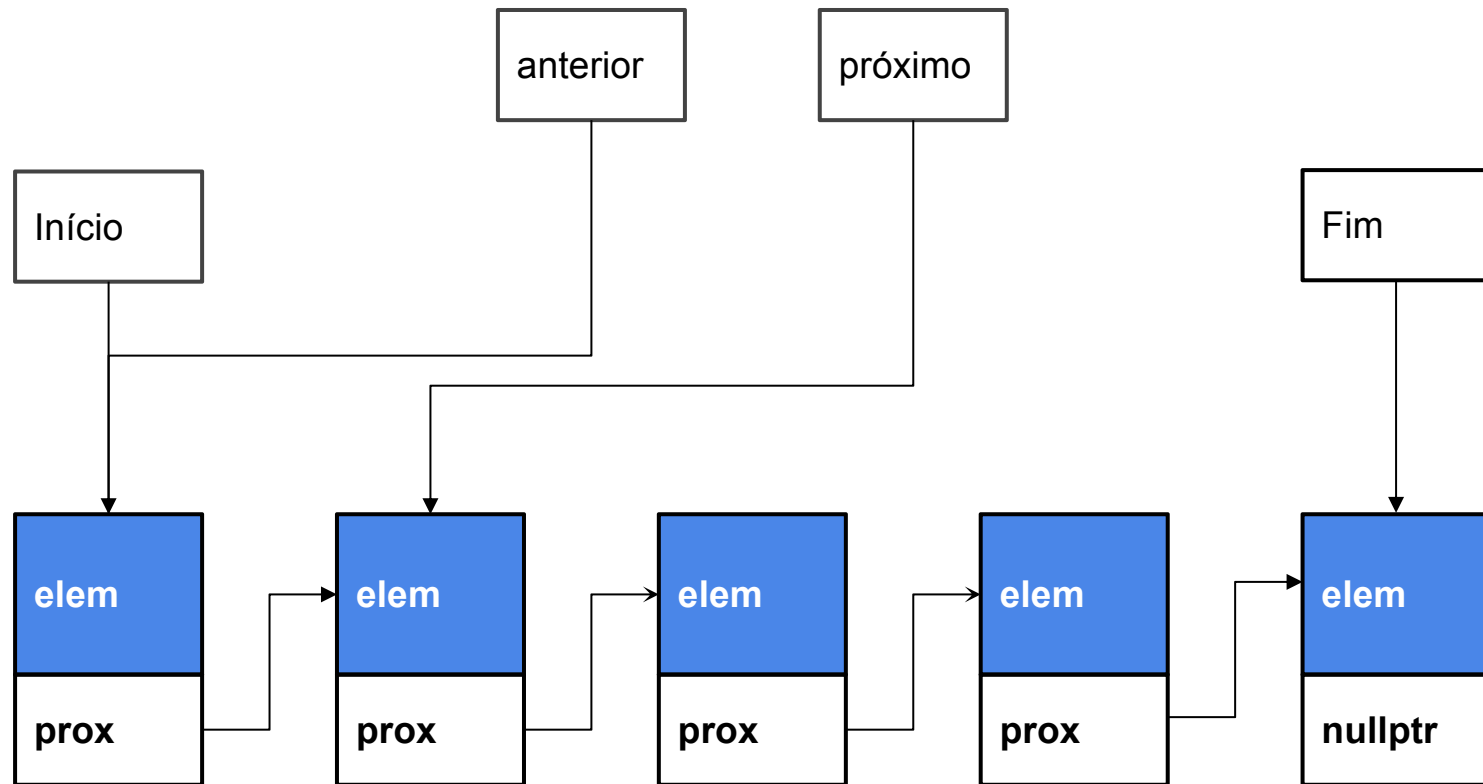 anterior
próximo
Início
Fim
elem
elem
elem
elem
elem
prox
prox
prox
prox
nullptr